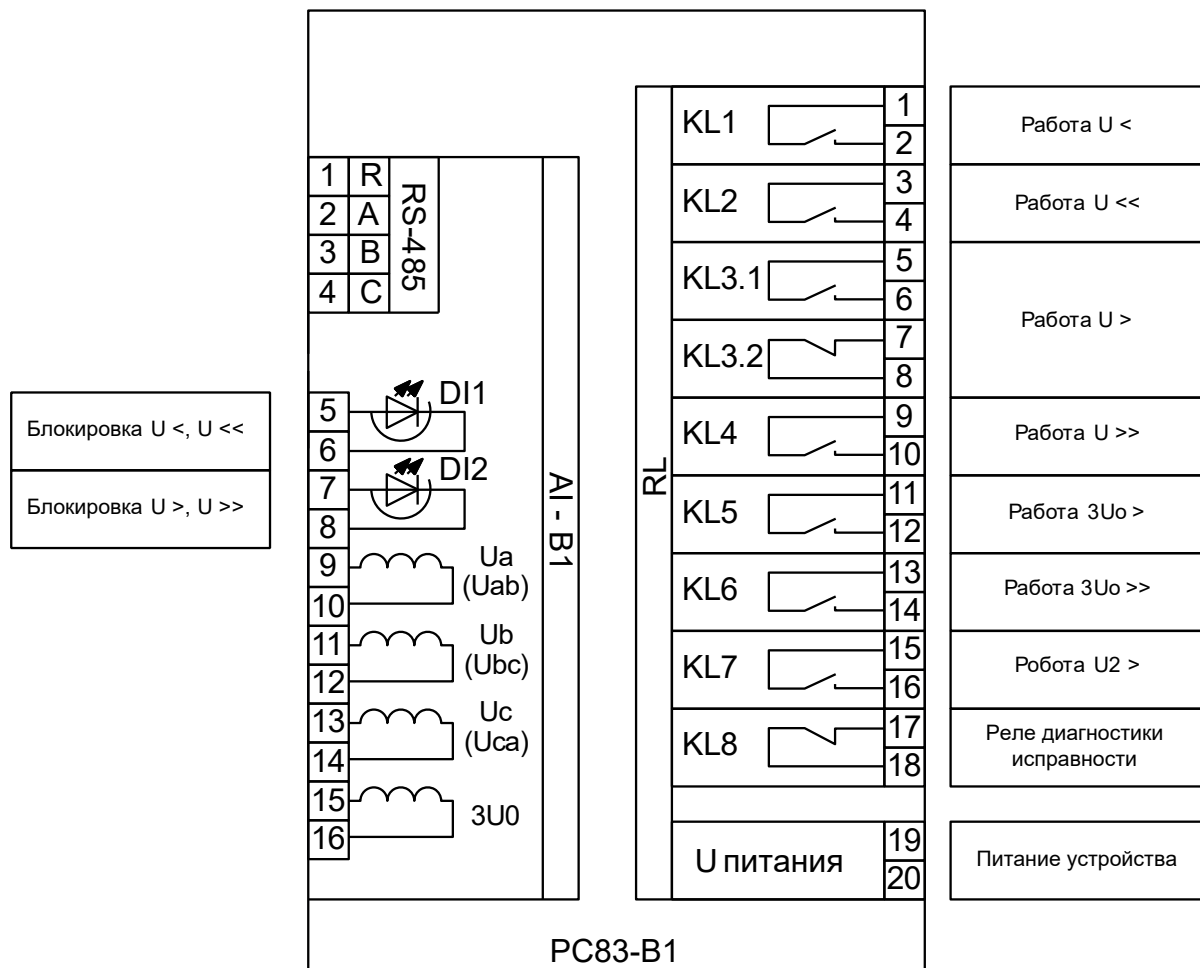 KL1
1
2
Работа U <
KL2
3
4
Работа U <<
KL3.1
5
6
KL3.2
7
8
Работа U >
KL4
9
10
Работа U >>
KL5
11
12
Работа 3Uo >
KL6
13
14
Работа 3Uo >>
KL7
15
16
Робота U2 >
KL8
17
18
Реле диагностики
исправности
U питания
19
20
Питание устройства
RL
1 R
2 A
3 B
4 C
RS-485
Блокировка U <, U <<
5
6
DI1
Блокировка U >, U >>
7
8
DI2
9
10
Ua
(Uab)
11
12
Ub
(Ubc)
13
14
Uc
(Uca)
15
16
3U0
AI - B1
РС83-В1